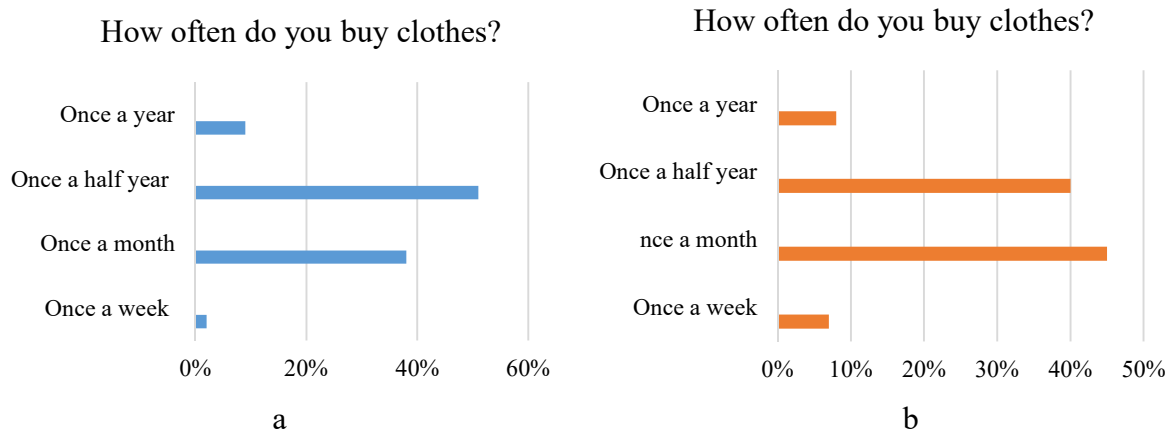 How often do you buy clothes?
Once a year
Once a half year
Once a month
Once a week
0% 20% 40% 60%
a
How often do you buy clothes?
Once a year
Once a half year
nce a month
Once a week
0% 10% 20% 30% 40% 50%
b